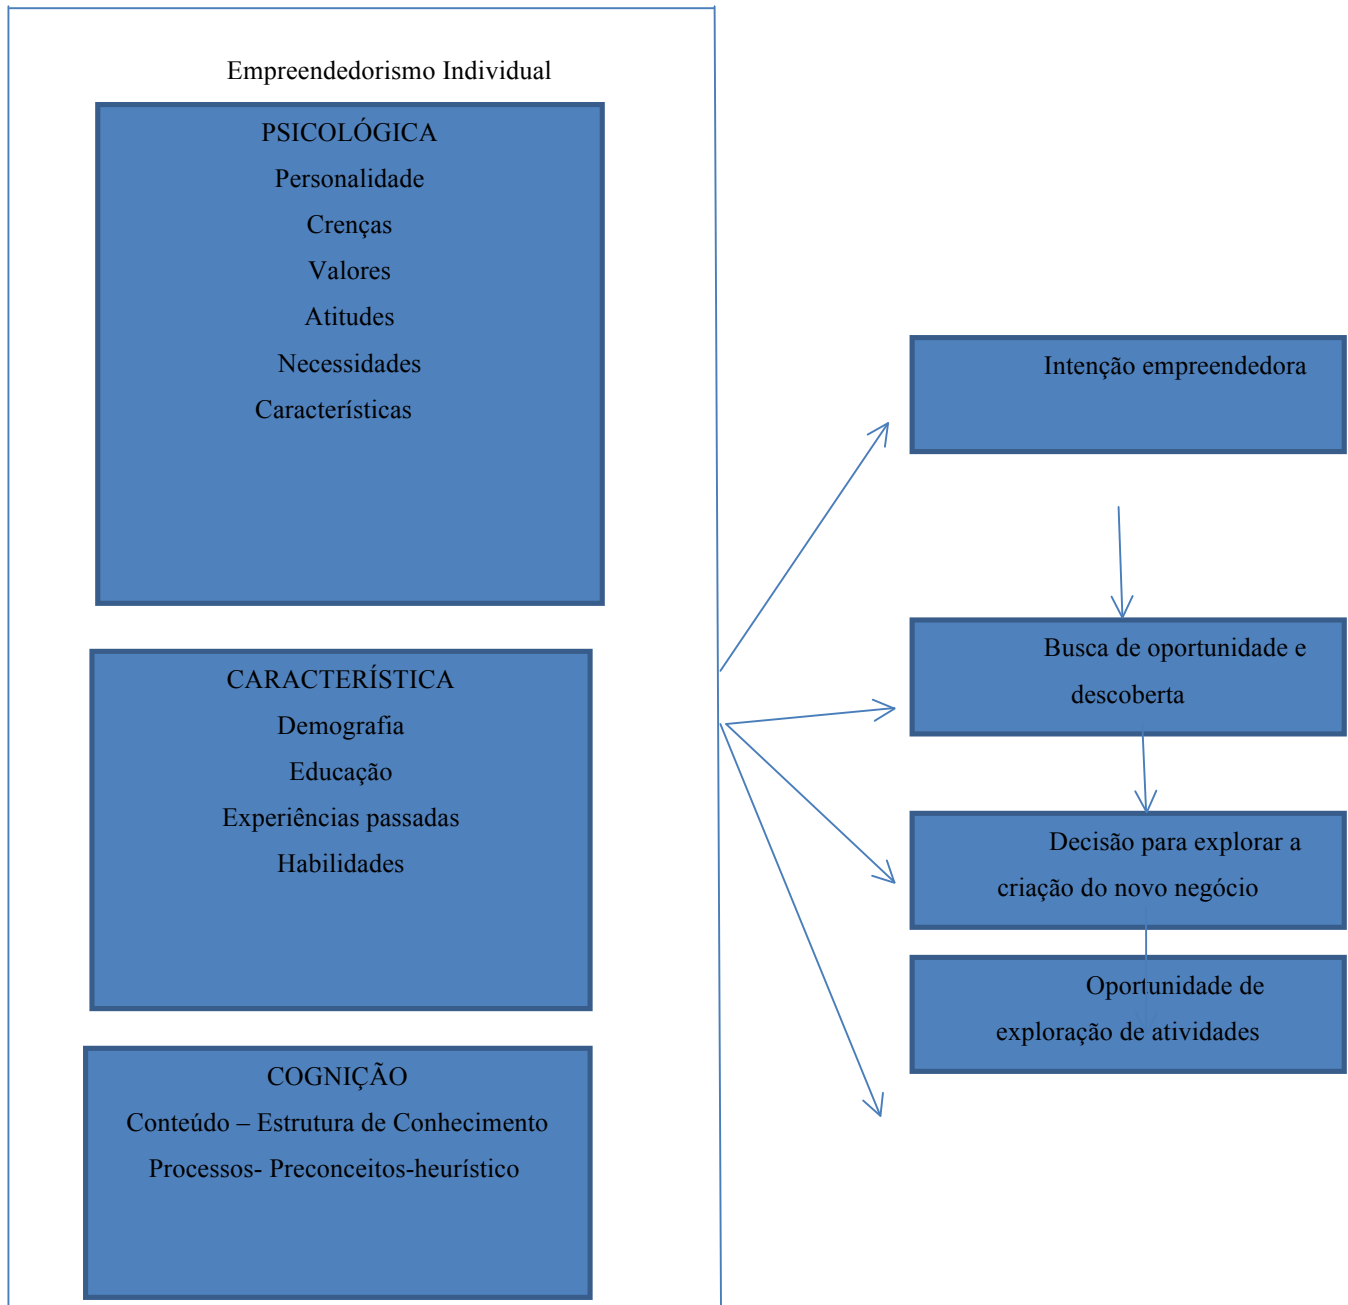 Empreendedorismo Individual
PSICOLÓGICA
Personalidade
Crenças
Valores
Atitudes
Necessidades
Características
CARACTERÍSTICA
Demografia
Educação
Experiências passadas
Habilidades
COGNIÇÃO
Conteúdo – Estrutura de Conhecimento
Processos- Preconceitos-heurístico
Intenção empreendedora
Busca de oportunidade e
descoberta
Decisão para explorar a
criação do novo negócio
Oportunidade de
exploração de atividades